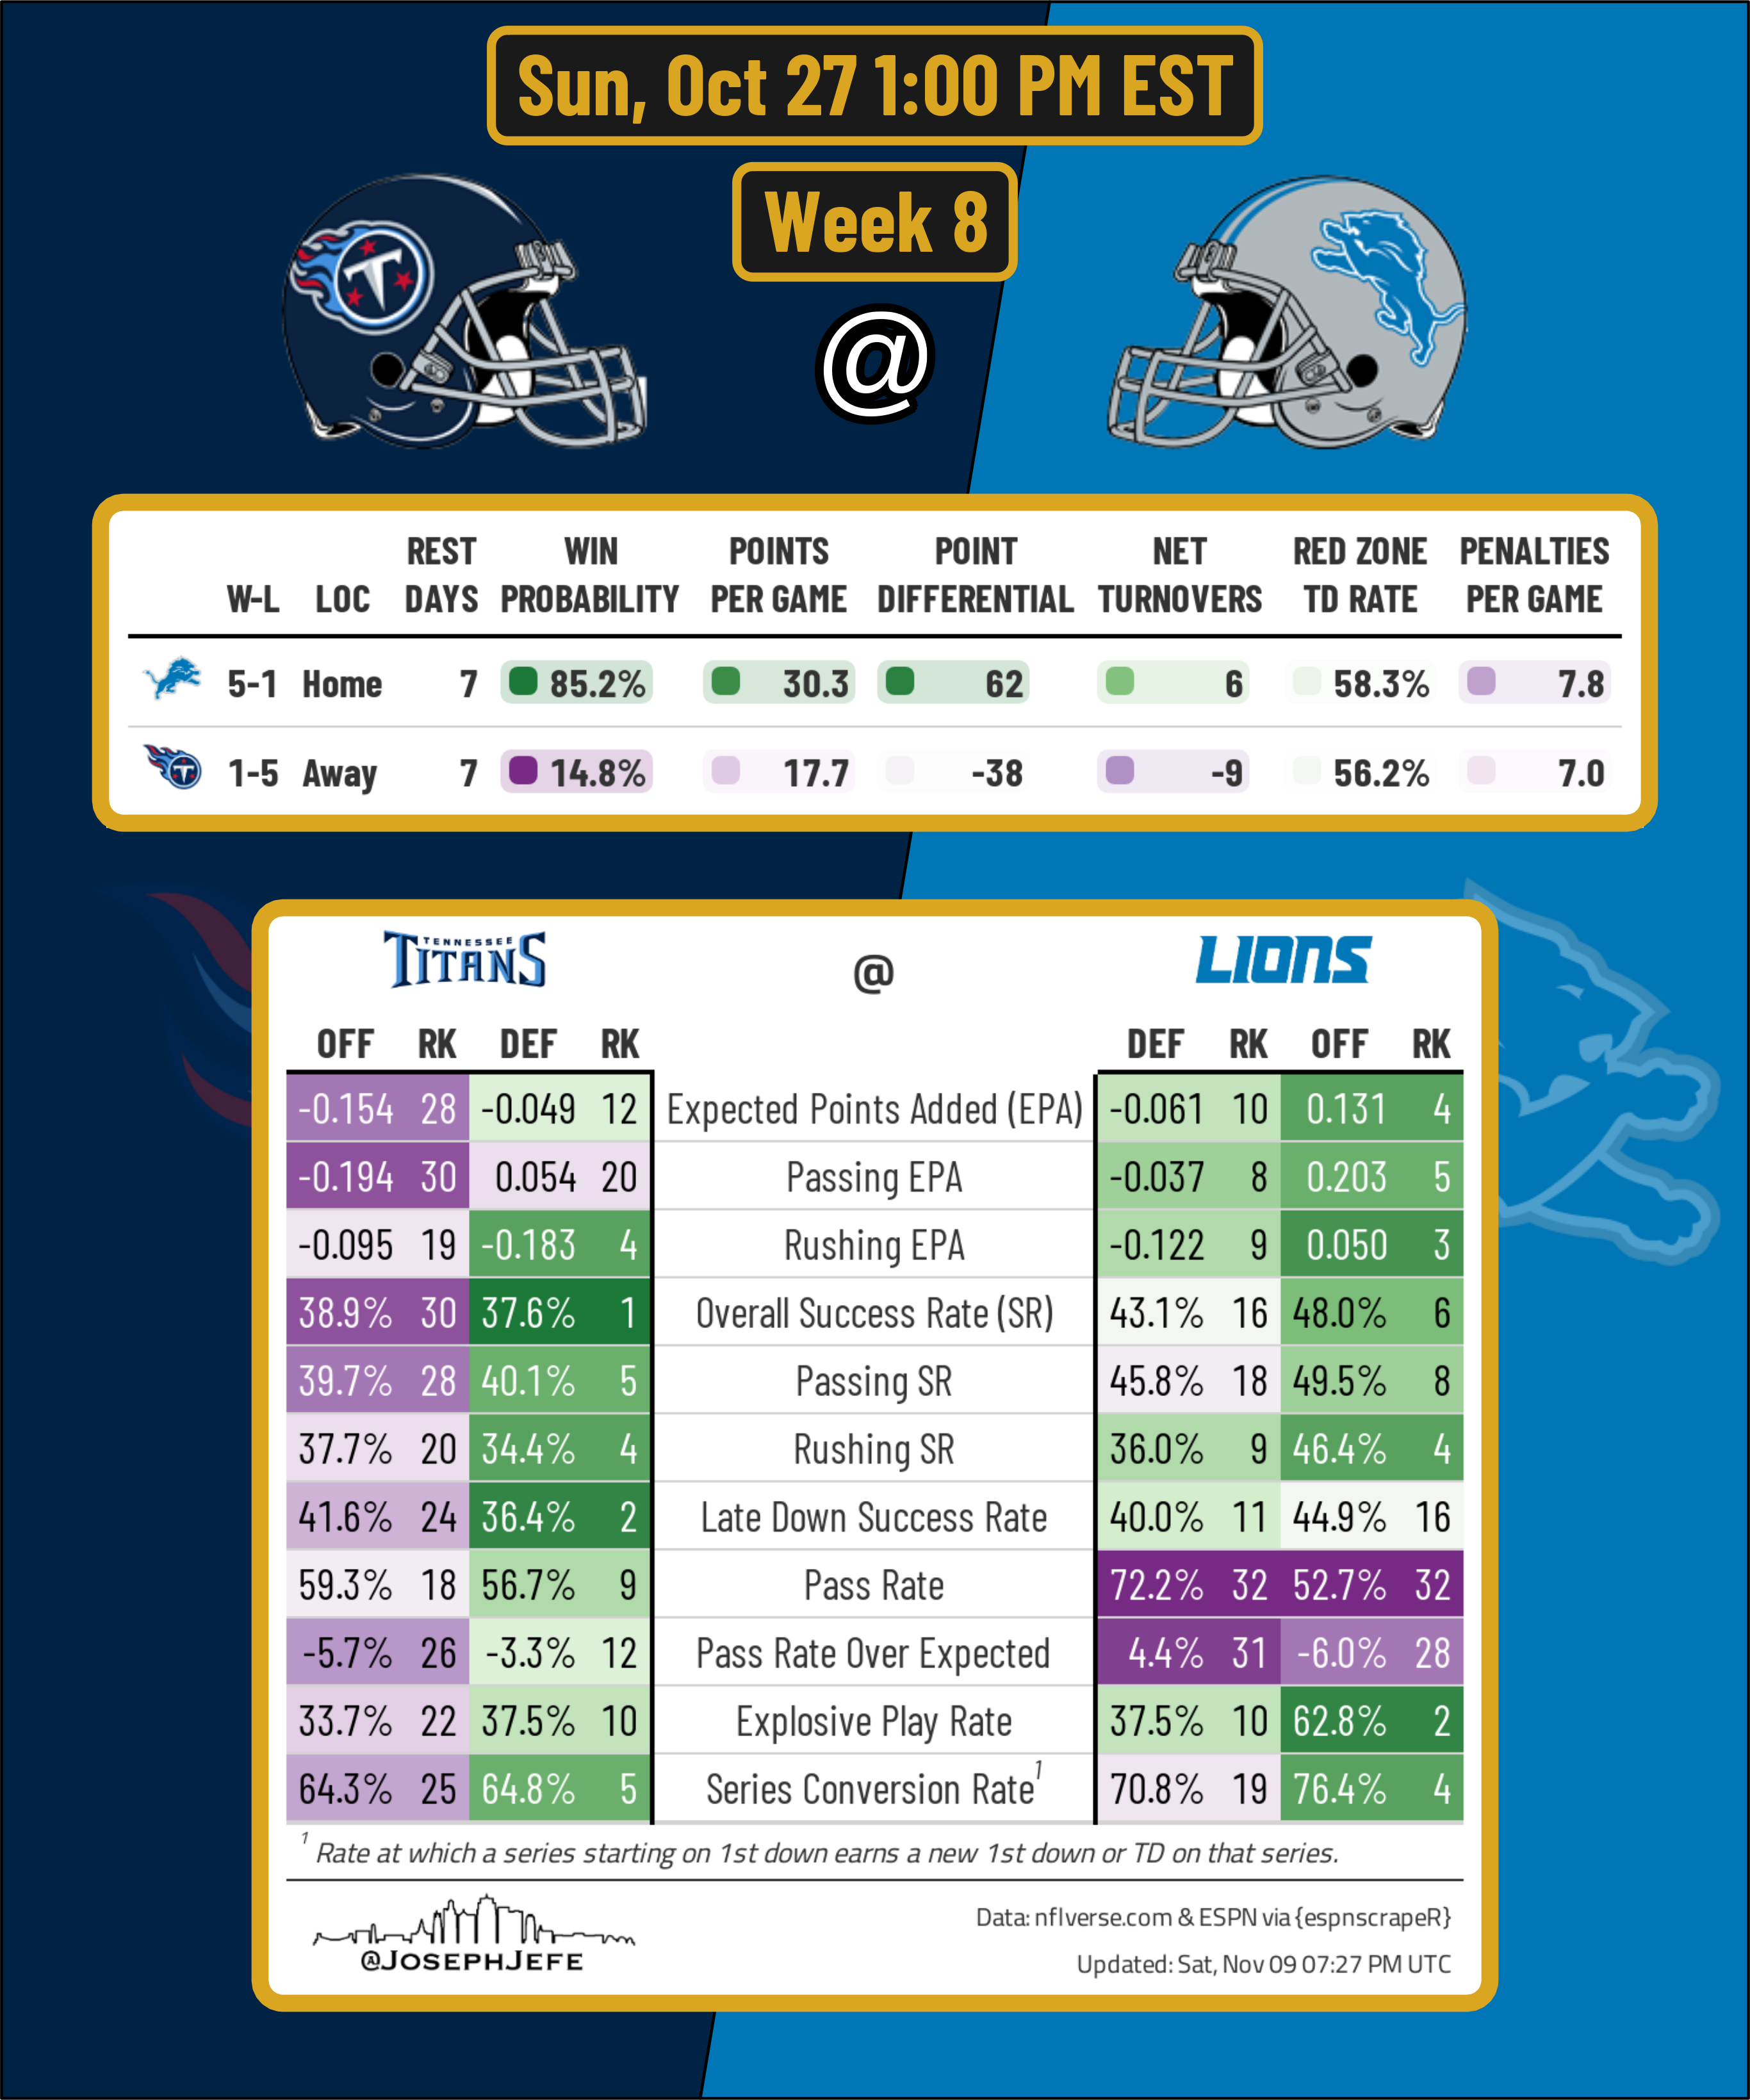 Sun, Oct 27 1:00 PM EST
Week 8
@
T
W-L LOC REST DAYS WIN PROBABILITY POINTS PER GAME POINT DIFFERENTIAL NET TURNOVERS RED ZONE TD RATE PENALTIES PER GAME
5-1 Home 7 85.2% 30.3 62 6 58.3% 7.8
T 1-5 Away 7 14.8% 17.7 -38 -9 56.2% 7.0
TENNESSEE TITANS @ LIONS
OFF RK DEF RK DEF RK OFF RK
-0.154 28 -0.049 12 Expected Points Added (EPA) -0.061 10 0.131 4
-0.194 30 0.054 20 Passing EPA -0.037 8 0.203 5
-0.095 19 -0.183 4 Rushing EPA -0.122 9 0.050 3
38.9% 30 37.6% 1 Overall Success Rate (SR) 43.1% 16 48.0% 6
39.7% 28 40.1% 5 Passing SR 45.8% 18 49.5% 8
37.7% 20 34.4% 4 Rushing SR 36.0% 9 46.4% 4
41.6% 24 36.4% 2 Late Down Success Rate 40.0% 11 44.9% 16
59.3% 18 56.7% 9 Pass Rate 72.2% 32 52.7% 32
-5.7% 26 -3.3% 12 Pass Rate Over Expected 4.4% 31 -6.0% 28
33.7% 22 37.5% 10 Explosive Play Rate 37.5% 10 62.8% 2
64.3% 25 64.8% 5 Series Conversion Rate¹ 70.8% 19 76.4% 4
¹ Rate at which a series starting on 1st down earns a new 1st down or TD on that series.
@JOSEPHJEFE
Data: nflverse.com & ESPN via {espnscrapeR}
Updated: Sat, Nov 09 07:27 PM UTC